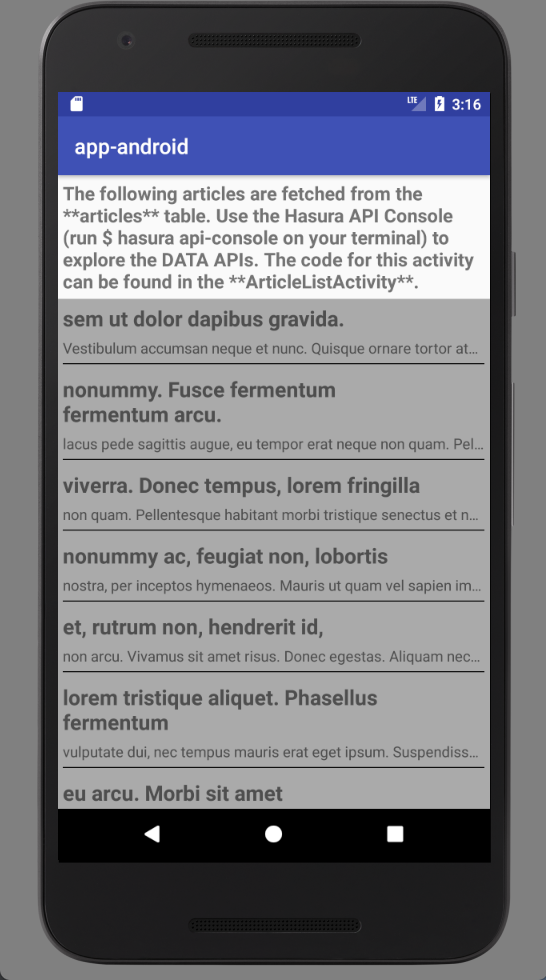 LTE 3:16
app-android
The following articles are fetched from the
**articles** table. Use the Hasura API Console
(run $ hasura api-console on your terminal) to
explore the DATA APIs. The code for this activity
can be found in the **ArticleListActivity**.
sem ut dolor dapibus gravida.
Vestibulum accumsan neque et nunc. Quisque ornare tortor at…
nonummy. Fusce fermentum
fermentum arcu.
lacus pede sagittis augue, eu tempor erat neque non quam. Pel…
viverra. Donec tempus, lorem fringilla
non quam. Pellentesque habitant morbi tristique senectus et n…
nonummy ac, feugiat non, lobortis
nostra, per inceptos hymenaeos. Mauris ut quam vel sapien im…
et, rutrum non, hendrerit id,
non arcu. Vivamus sit amet risus. Donec egestas. Aliquam nec…
lorem tristique aliquet. Phasellus
fermentum
vulputate dui, nec tempus mauris erat eget ipsum. Suspendiss…
eu arcu. Morbi sit amet